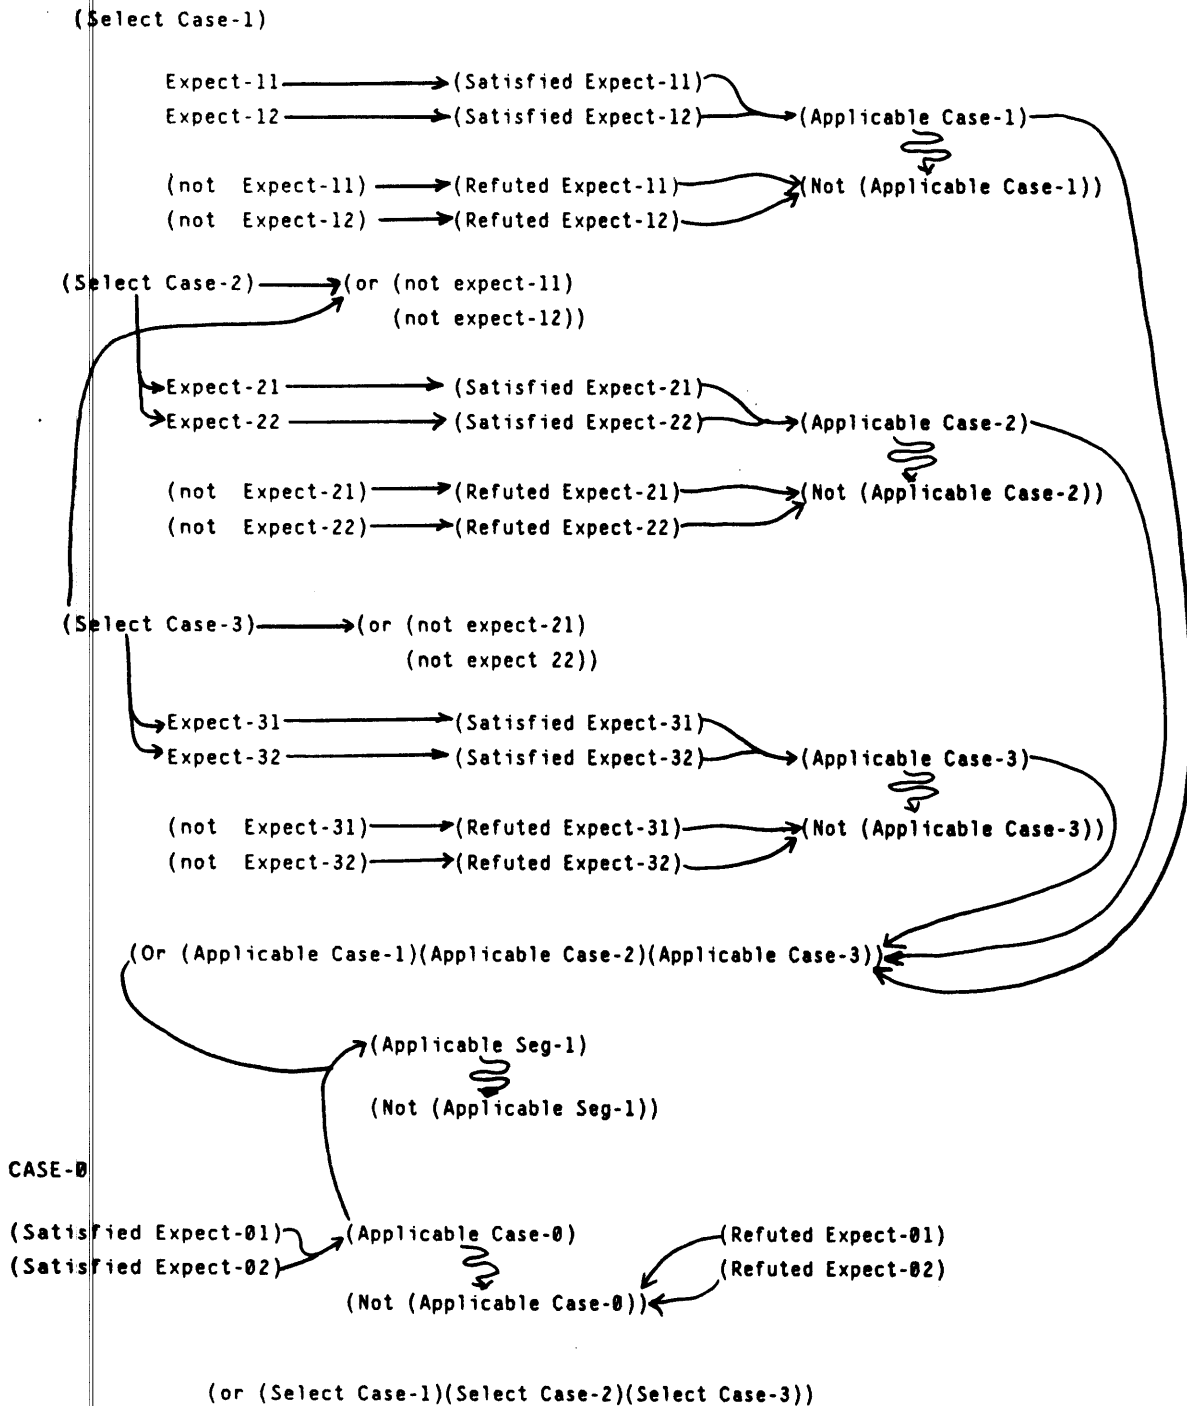 (Select Case-1)
Expect-11 (Satisfied Expect-11)
Expect-12 (Satisfied Expect-12) (Applicable Case-1)
(not Expect-11) (Refuted Expect-11) (Not (Applicable Case-1))
(not Expect-12) (Refuted Expect-12)
(Select Case-2) (or (not expect-11)
(not expect-12))
Expect-21 (Satisfied Expect-21)
Expect-22 (Satisfied Expect-22) (Applicable Case-2)
(not Expect-21) (Refuted Expect-21) (Not (Applicable Case-2))
(not Expect-22) (Refuted Expect-22)
(Select Case-3) (or (not expect-21)
(not expect 22))
Expect-31 (Satisfied Expect-31)
Expect-32 (Satisfied Expect-32) (Applicable Case-3)
(not Expect-31) (Refuted Expect-31) (Not (Applicable Case-3))
(not Expect-32) (Refuted Expect-32)
(Or (Applicable Case-1)(Applicable Case-2)(Applicable Case-3))
(Applicable Seg-1)
(Not (Applicable Seg-1))
CASE-0
(Satisfied Expect-01) (Applicable Case-0) (Refuted Expect-01)
(Satisfied Expect-02) (Refuted Expect-02)
(Not (Applicable Case-0))
(or (Select Case-1)(Select Case-2)(Select Case-3))